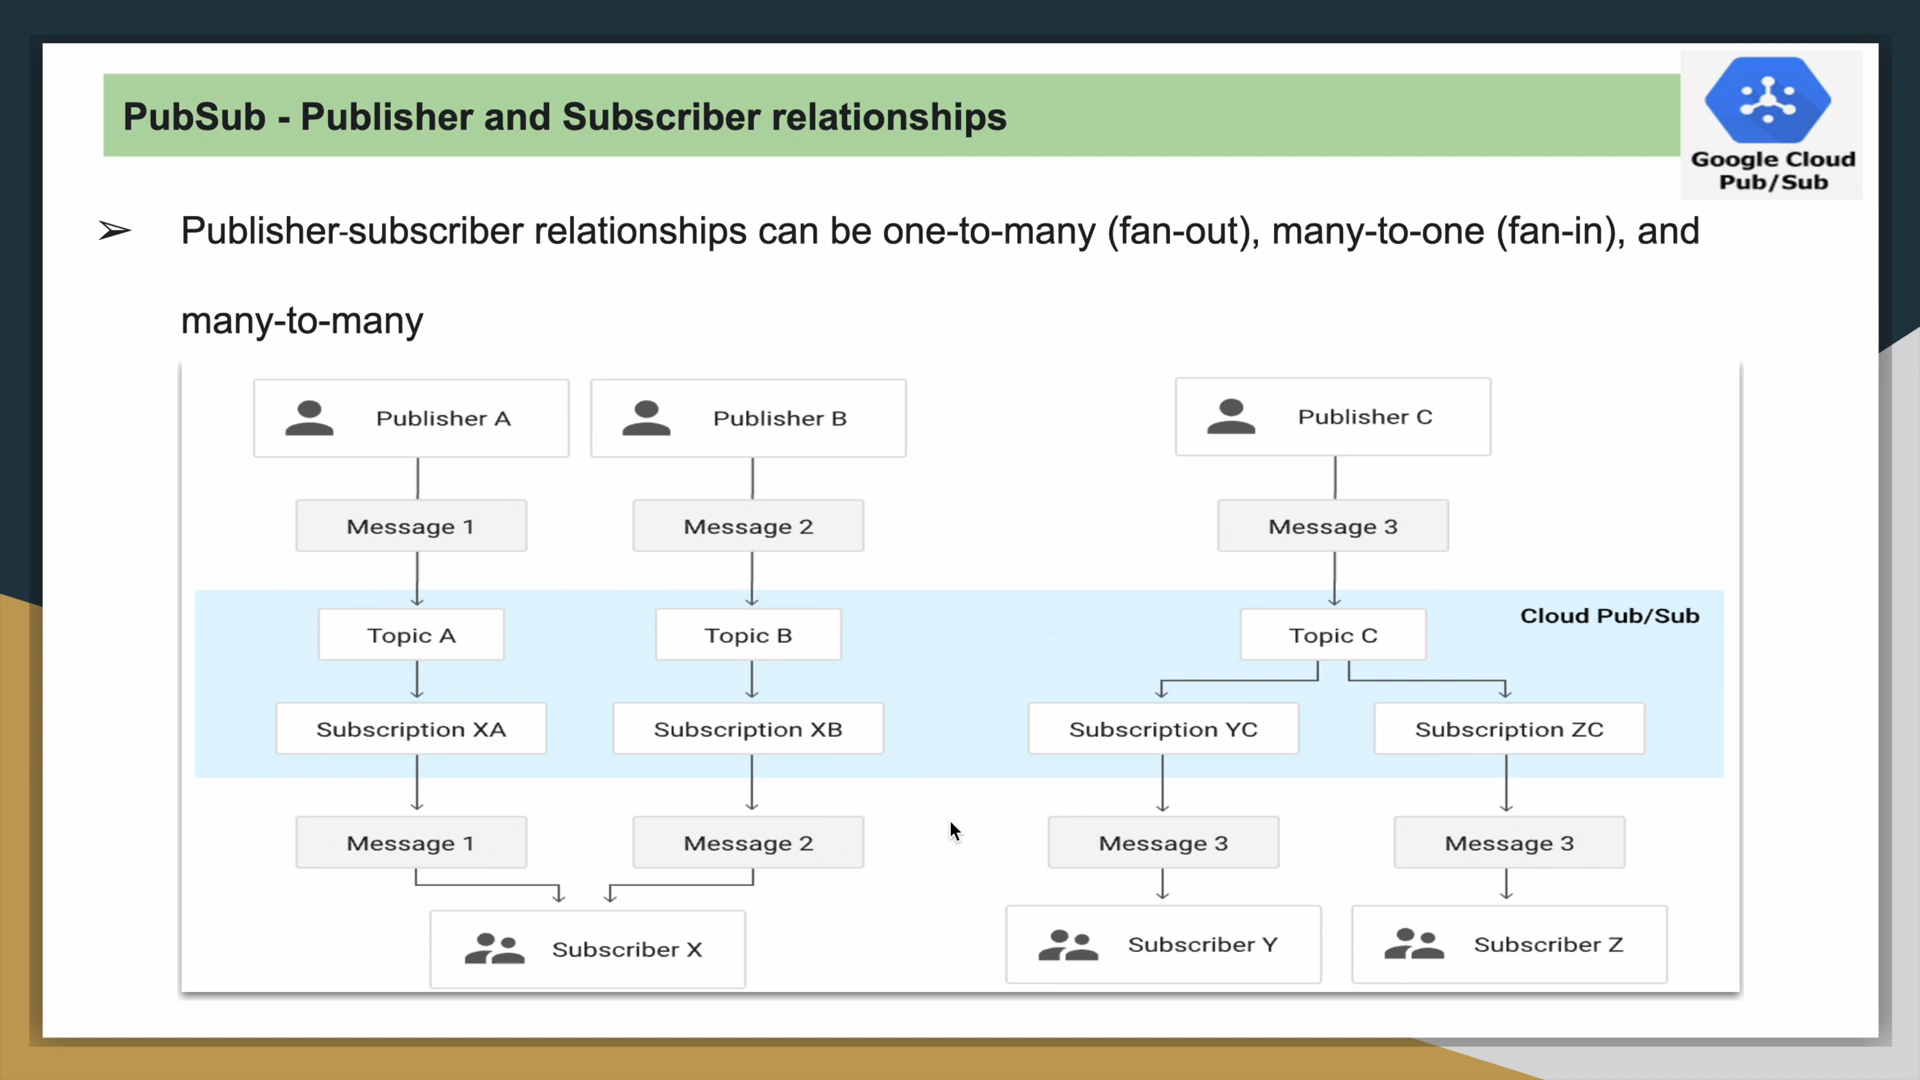 PubSub - Publisher and Subscriber relationships
Google Cloud
Pub/Sub
➢ Publisher-subscriber relationships can be one-to-many (fan-out), many-to-one (fan-in), and
many-to-many
Publisher A
Publisher B
Publisher C
Message 1
Message 2
Message 3
Cloud Pub/Sub
Topic A
Topic B
Topic C
Subscription XA
Subscription XB
Subscription YC
Subscription ZC
Message 1
Message 2
Message 3
Message 3
Subscriber X
Subscriber Y
Subscriber Z